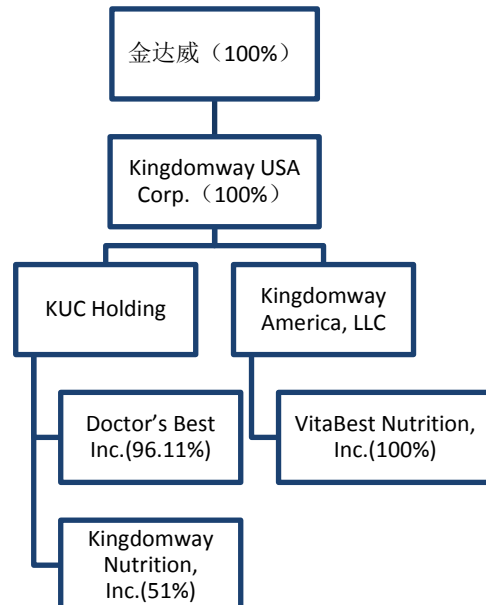 金达威（100%）
Kingdomway USA
Corp.（100%）
KUC Holding
Kingdomway
America, LLC
Doctor’s Best
Inc.(96.11%)
VitaBest Nutrition,
Inc.(100%)
Kingdomway
Nutrition,
Inc.(51%)